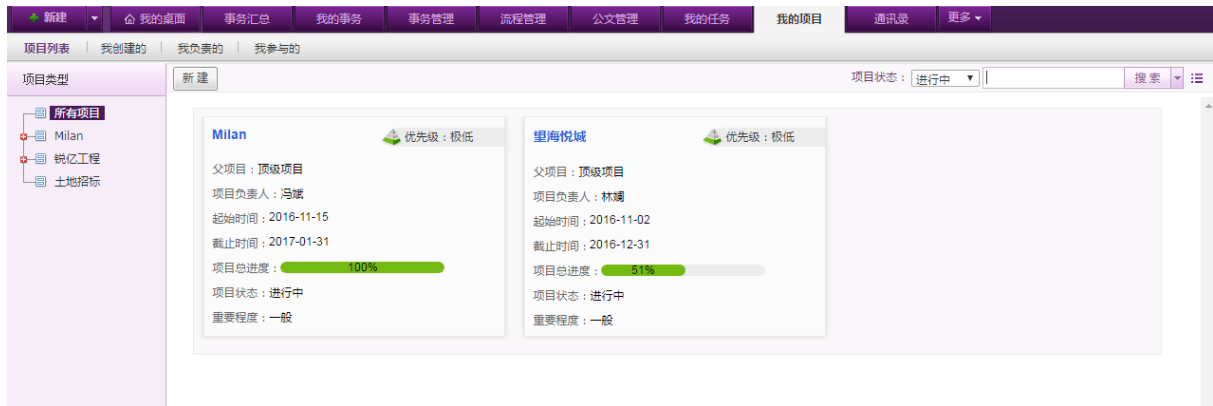 新建 我的桌面 事务汇总 我的事务 事务管理 流程管理 公文管理 我的任务 我的项目 通讯录 更多
项目列表 我创建的 我负责的 我参与的
项目类型 新建 项目状态：进行中 搜索
所有项目
Milan
锐亿工程
土地招标
Milan 优先级：极低
父项目：顶级项目
项目负责人：冯斌
起始时间：2016-11-15
截止时间：2017-01-31
项目总进度：100%
项目状态：进行中
重要程度：一般
望海悦城 优先级：极低
父项目：顶级项目
项目负责人：林斓
起始时间：2016-11-02
截止时间：2016-12-31
项目总进度：51%
项目状态：进行中
重要程度：一般